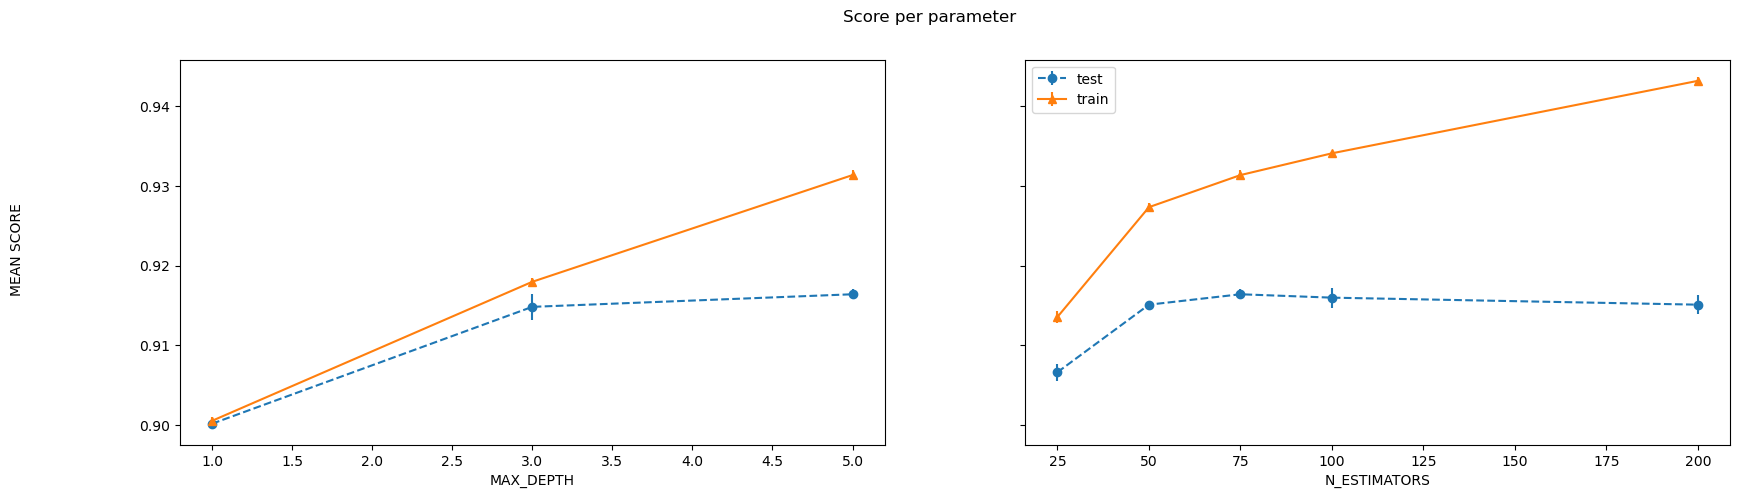 Score per parameter
MEAN SCORE
0.94
0.93
0.92
0.91
0.90
1.0 1.5 2.0 2.5 3.0 3.5 4.0 4.5 5.0
MAX_DEPTH
test
train
25 50 75 100 125 150 175 200
N_ESTIMATORS